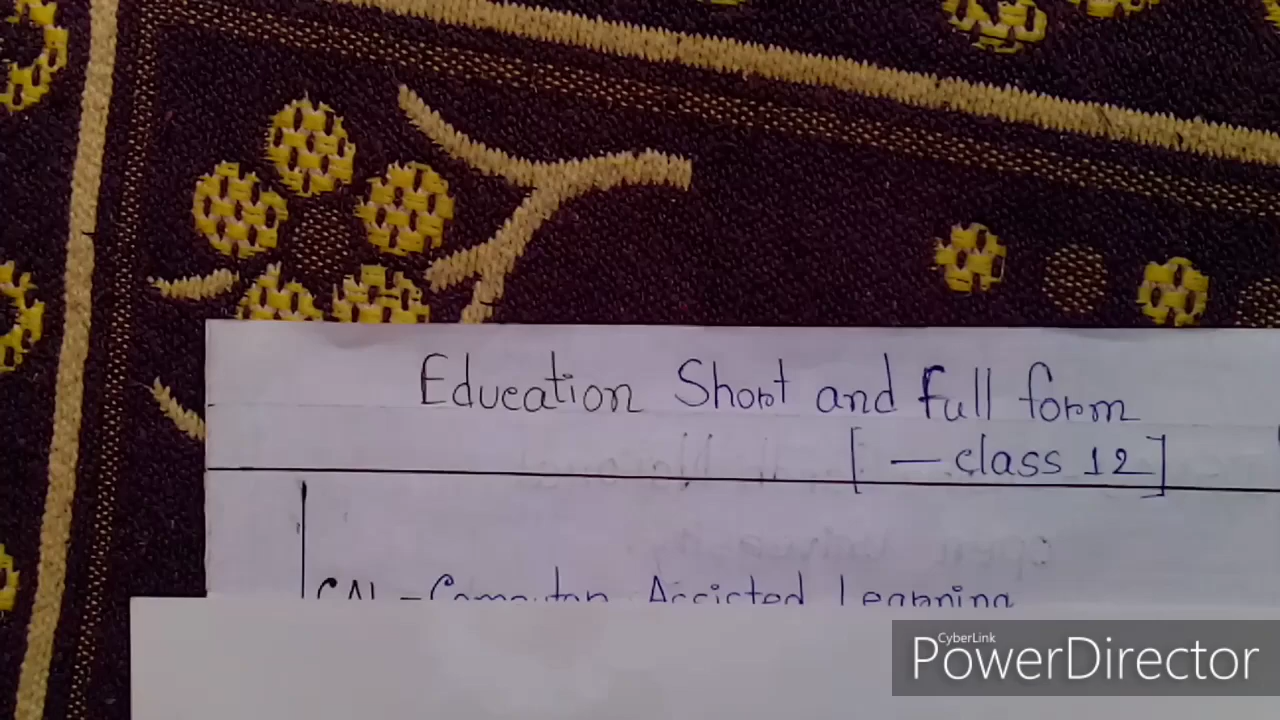 Education Short and full form
[ — class 12]
CAL - Computer Assisted Learning
CyberLink
PowerDirector